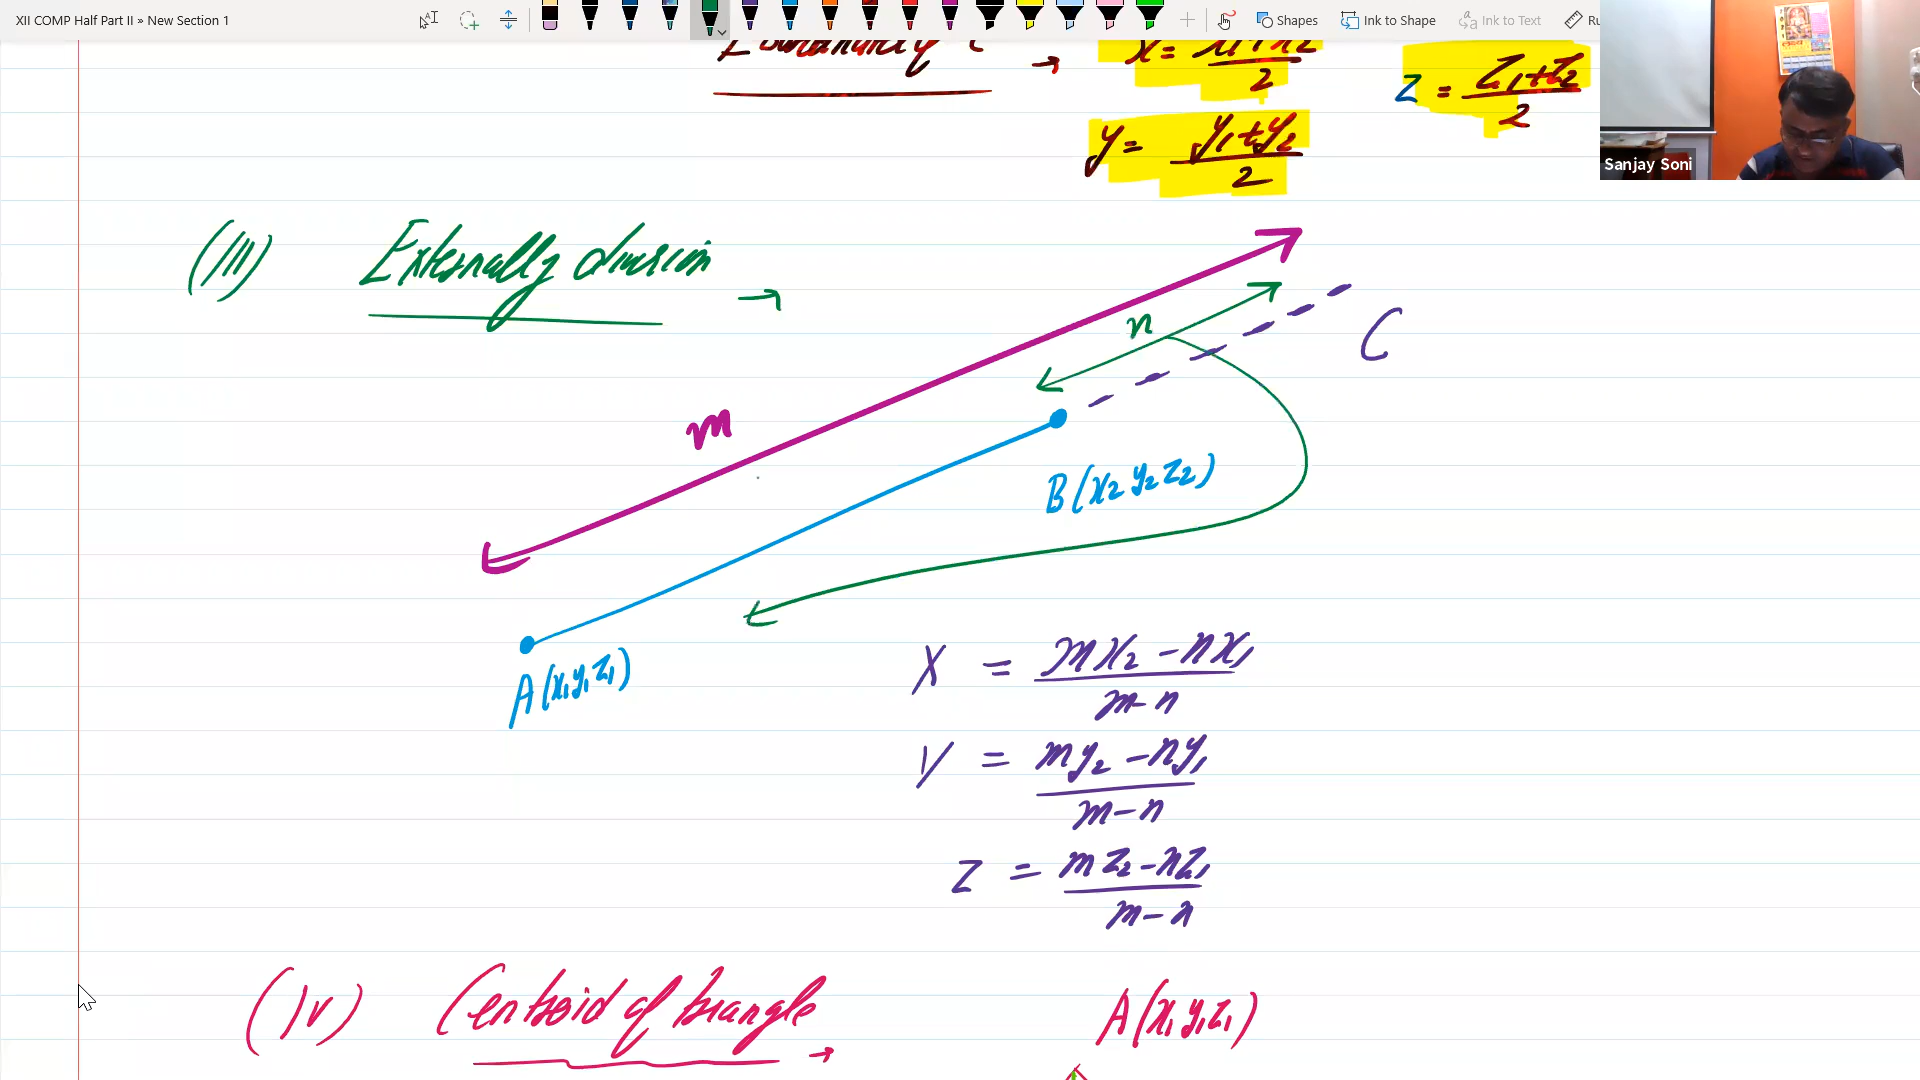 XII COMP Half Part II » New Section 1
Shapes Ink to Shape Ink to Text Ru
x = x1+x2 / 2
z = z1+z2 / 2
Sanjay Soni
y = y1+y2 / 2
(III) Externally division →
n
C
m
B(x2 y2 z2)
A(x1 y1 z1)
X = mx2 - nx1 / m-n
Y = my2 - ny1 / m-n
Z = mz2 - nz1 / m-n
(IV) Centroid of triangle →
A(x1 y1 z1)